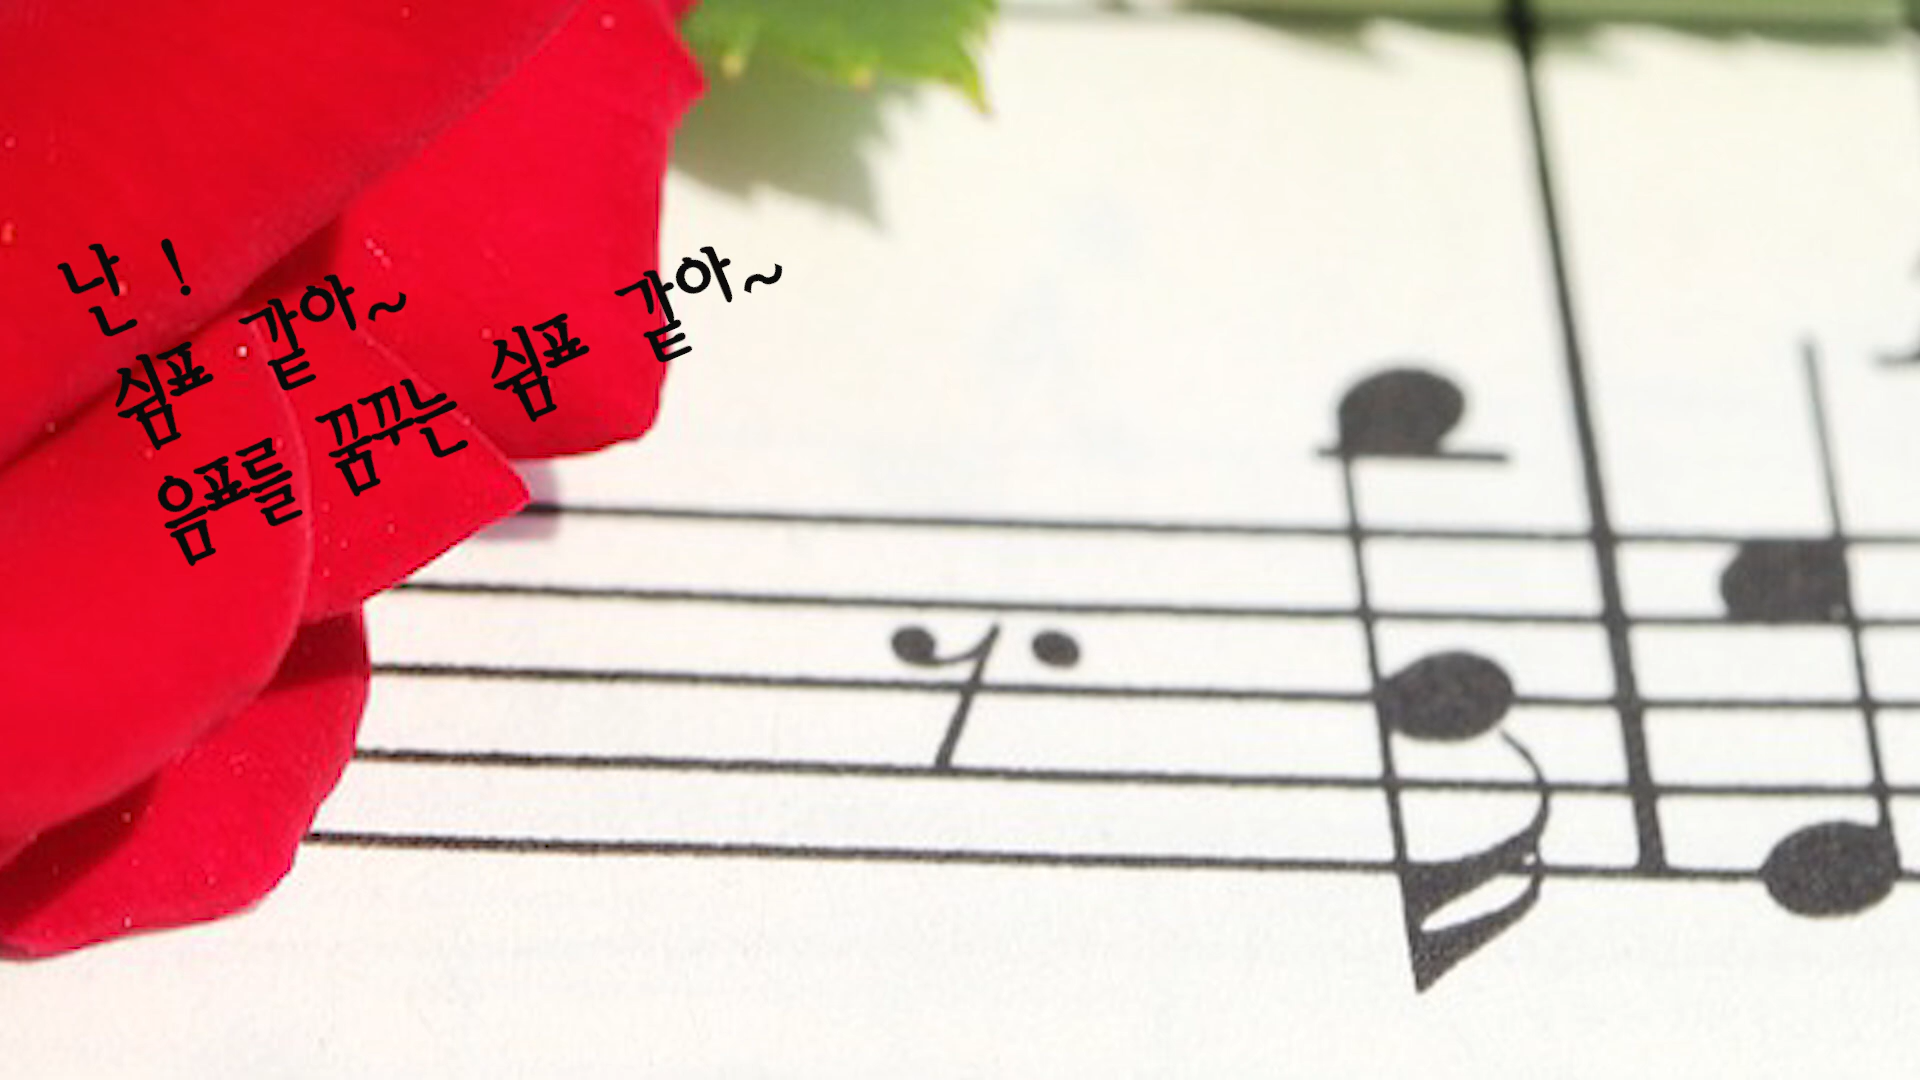 난 !
쉼표 같아~
음표를 꿈꾸는 쉼표 같아~